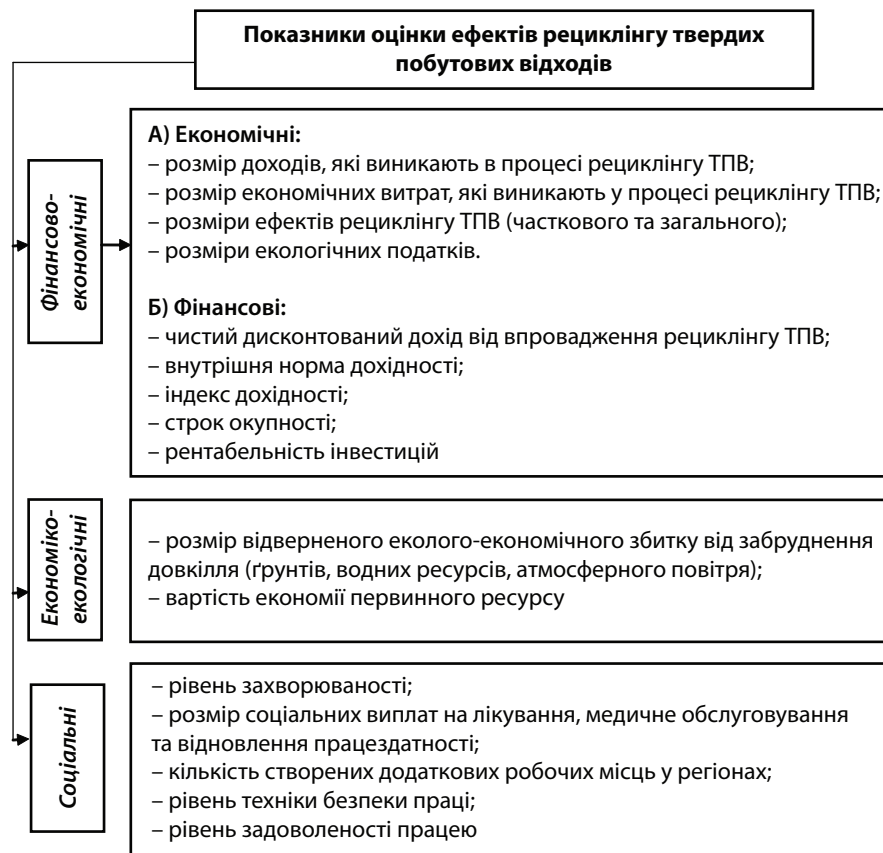 Показники оцінки ефектів рециклінгу твердих
побутових відходів
Фінансово-
економічні
А) Економічні:
– розмір доходів, які виникають в процесі рециклінгу ТПВ;
– розмір економічних витрат, які виникають у процесі рециклінгу ТПВ;
– розміри ефектів рециклінгу ТПВ (часткового та загального);
– розміри екологічних податків.
Б) Фінансові:
– чистий дисконтований дохід від впровадження рециклінгу ТПВ;
– внутрішня норма дохідності;
– індекс дохідності;
– строк окупності;
– рентабельність інвестицій
Економіко-
екологічні
– розмір відверненого еколого-економічного збитку від забруднення
довкілля (ґрунтів, водних ресурсів, атмосферного повітря);
– вартість економії первинного ресурсу
Соціальні
– рівень захворюваності;
– розмір соціальних виплат на лікування, медичне обслуговування
та відновлення працездатності;
– кількість створених додаткових робочих місць у регіонах;
– рівень техніки безпеки праці;
– рівень задоволеності працею